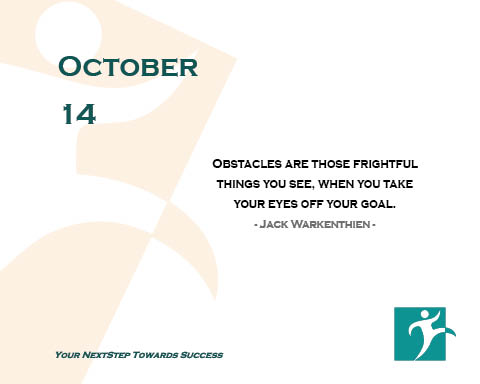 October
14
Obstacles are those frightful
things you see, when you take
your eyes off your goal.
- Jack Warkenthien -
Your NextStep Towards Success